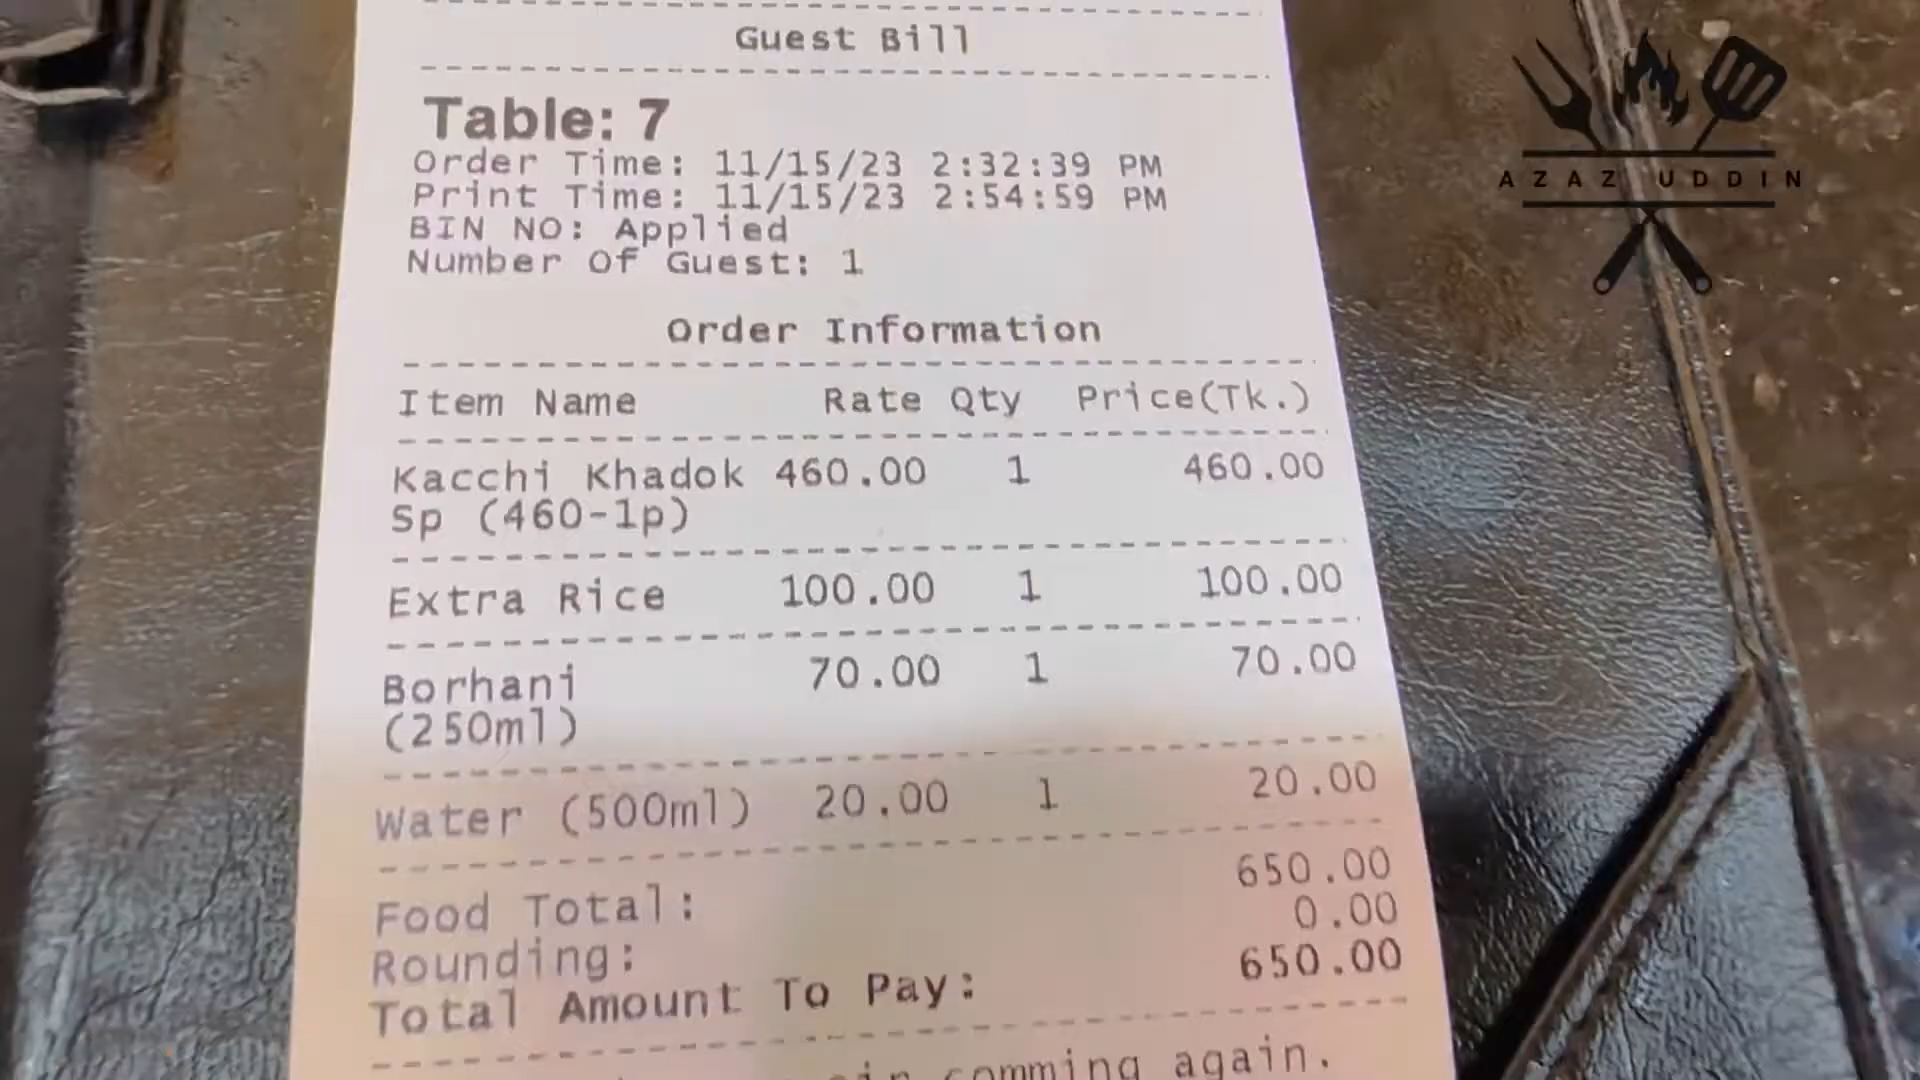 Guest Bill
Table: 7
Order Time: 11/15/23 2:32:39 PM
Print Time: 11/15/23 2:54:59 PM
BIN NO: Applied
Number Of Guest: 1
Order Information
Item Name Rate Qty Price(Tk.)
Kacchi Khadok 460.00 1 460.00
Sp (460-1p)
Extra Rice 100.00 1 100.00
Borhani 70.00 1 70.00
(250ml)
Water (500ml) 20.00 1 20.00
Food Total: 650.00
Rounding: 0.00
Total Amount To Pay: 650.00
comming again.
AZAZ UDDIN